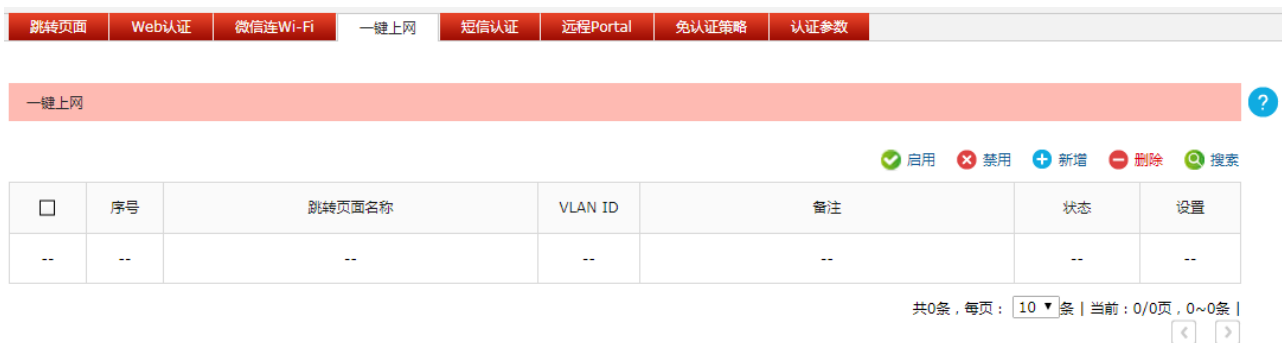 跳转页面 Web认证 微信连Wi-Fi 一键上网 短信认证 远程Portal 免认证策略 认证参数
一键上网 ?
启用 禁用 新增 删除 搜索
序号 跳转页面名称 VLAN ID 备注 状态 设置
-- -- -- -- -- -- --
共0条，每页： 10 ▼ 条 | 当前：0/0页，0~0条 |
< >